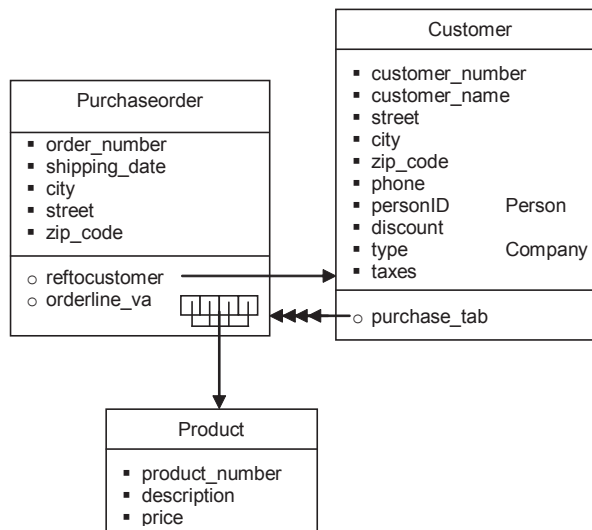 Customer
customer_number
customer_name
street
city
zip_code
phone
personID Person
discount
type Company
taxes
purchase_tab
Purchaseorder
order_number
shipping_date
city
street
zip_code
reftocustomer
orderline_va
Product
product_number
description
price